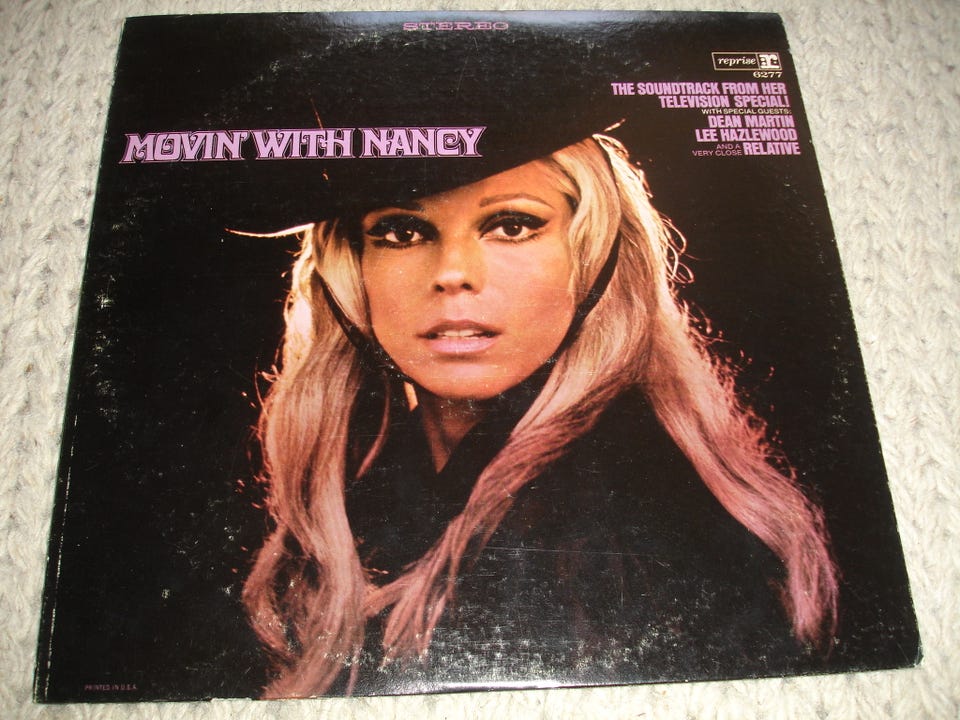 STEREO
reprise
6277
THE SOUNDTRACK FROM HER
TELEVISION SPECIAL!
WITH SPECIAL GUESTS:
DEAN MARTIN
LEE HAZLEWOOD
AND A
VERY CLOSE RELATIVE
MOVIN' WITH NANCY
PRINTED IN U.S.A.